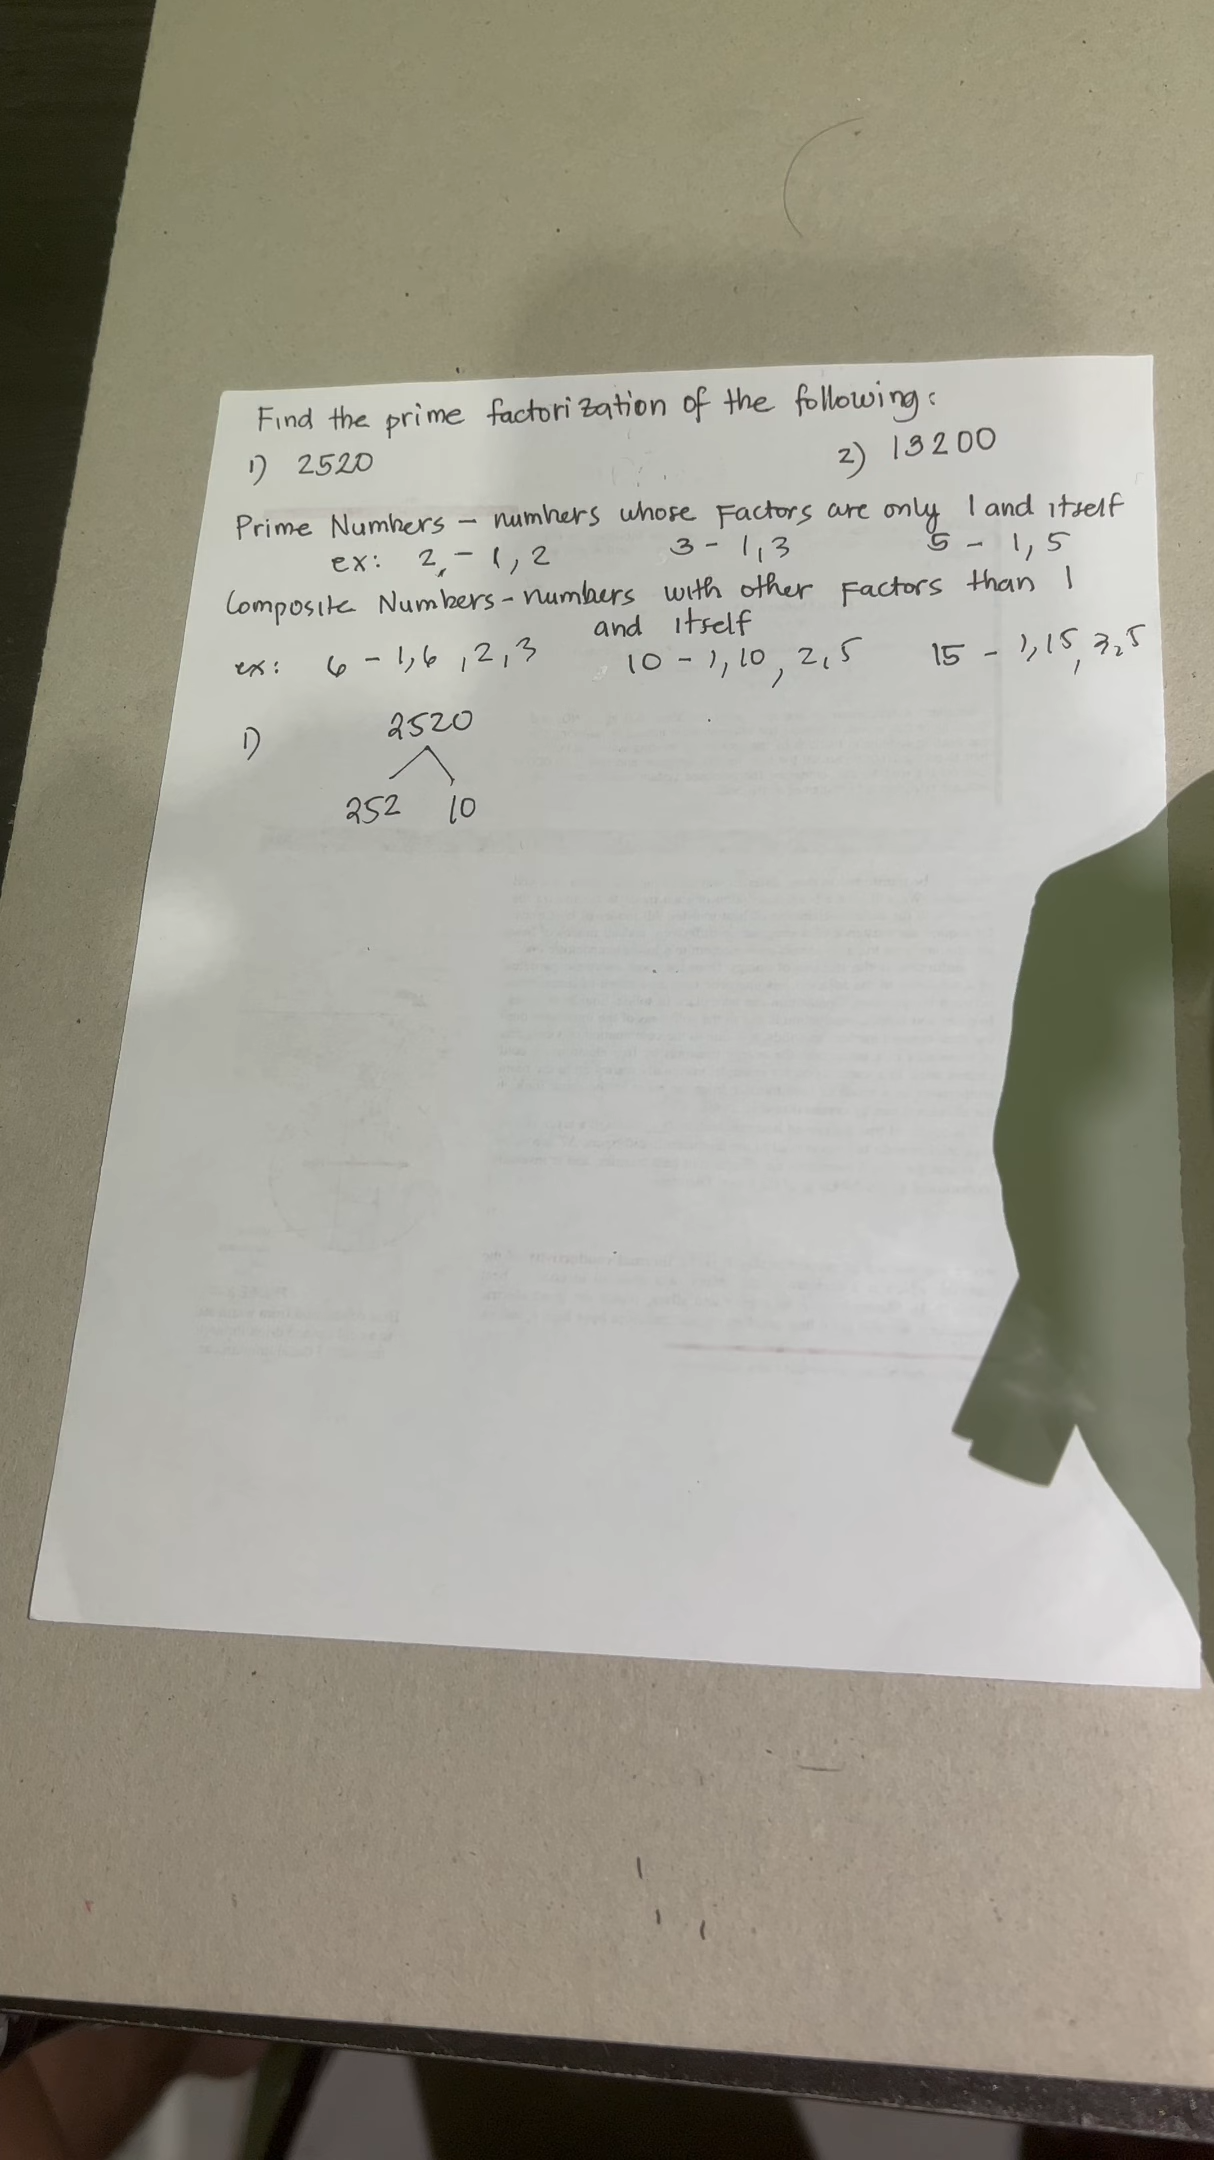 Find the prime factorization of the following:
1) 2520 2) 13200
Prime Numbers - numbers whose Factors are only 1 and itself
ex: 2, - 1, 2 3 - 1, 3 5 - 1, 5
Composite Numbers - numbers with other Factors than 1
and itself
ex: 6 - 1, 6, 2, 3 10 - 1, 10, 2, 5 15 - 1, 15, 3, 5
1) 2520
252 10